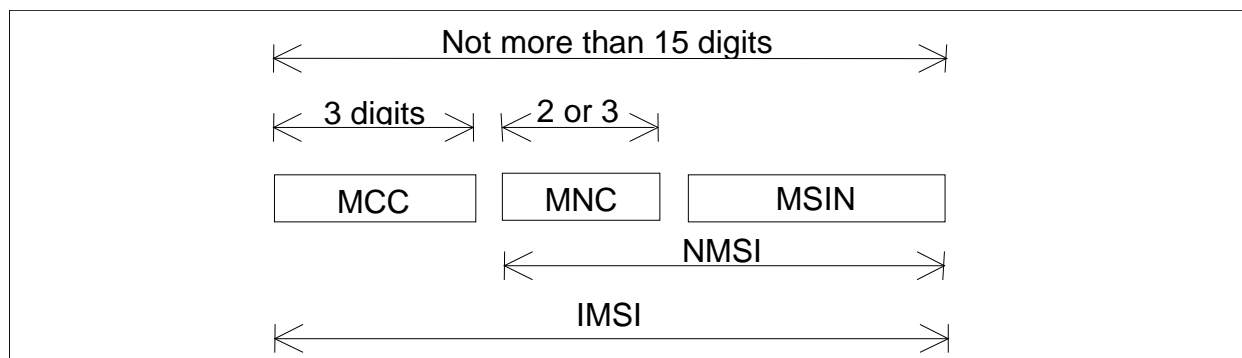 Not more than 15 digits
3 digits
2 or 3
MCC
MNC
MSIN
NMSI
IMSI